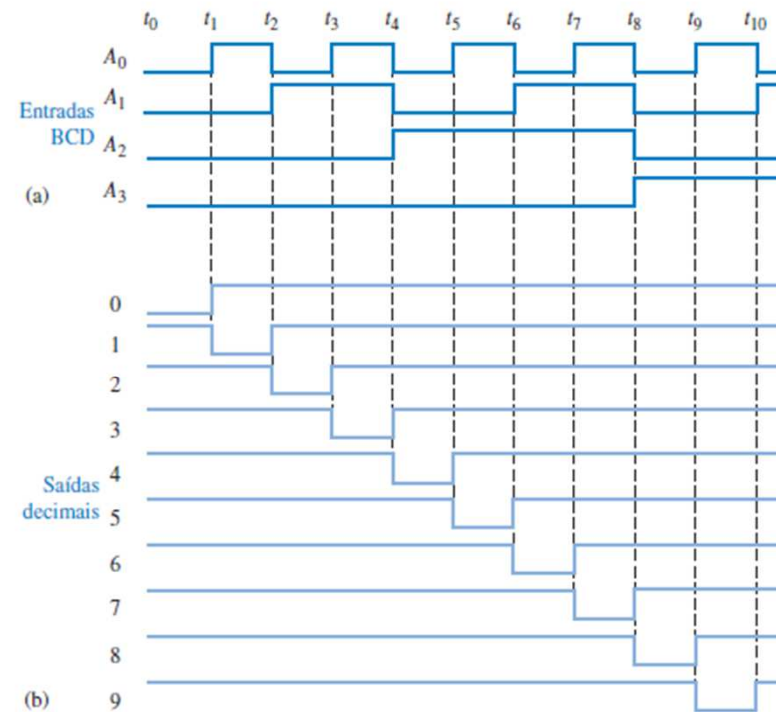 t0 t1 t2 t3 t4 t5 t6 t7 t8 t9 t10
A0
Entradas
BCD
A1
A2
(a)
A3
0
1
2
3
Saídas
decimais
4
5
6
7
8
(b)
9